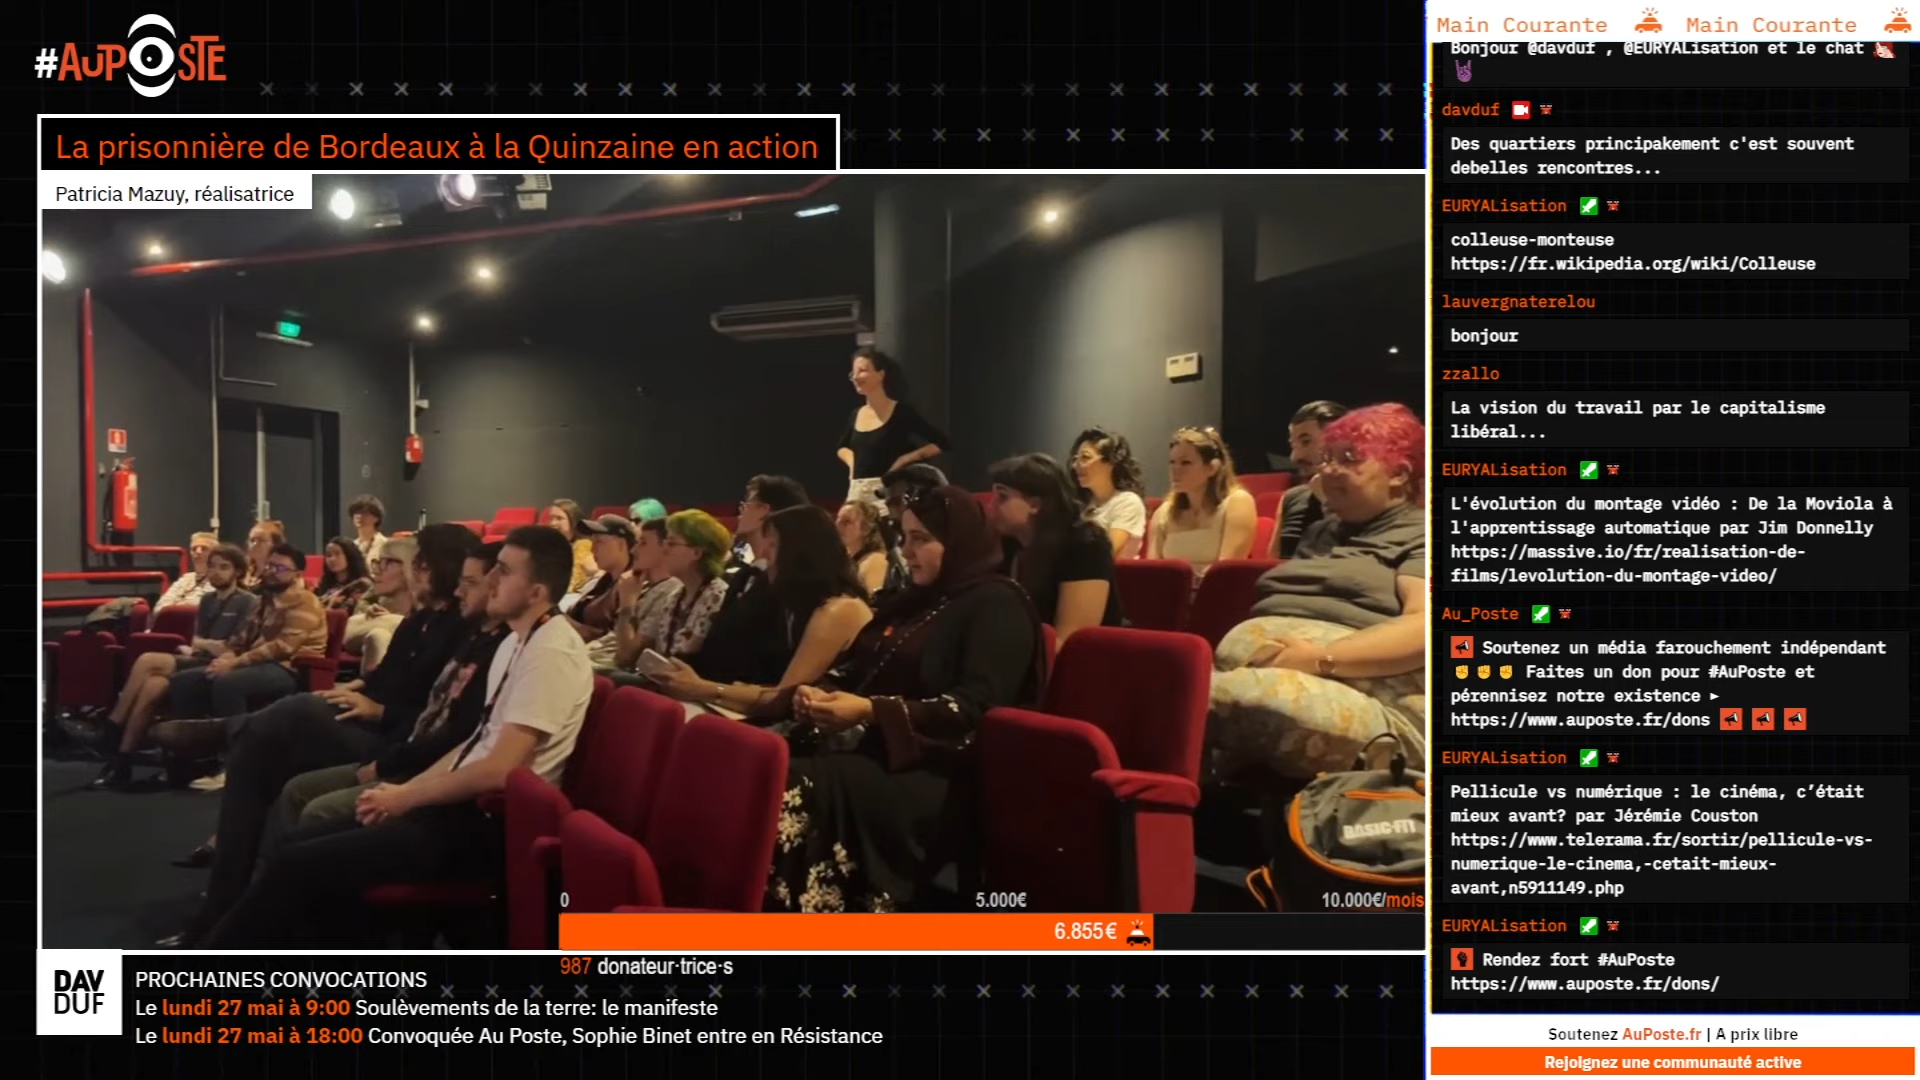 #AuPOSTE
La prisonnière de Bordeaux à la Quinzaine en action
Patricia Mazuy, réalisatrice
BASIC-FIT
0
5.000€
10.000€/mois
6.855€
987 donateur·trice·s
DAV
DUF
PROCHAINES CONVOCATIONS
Le lundi 27 mai à 9:00 Soulèvements de la terre: le manifeste
Le lundi 27 mai à 18:00 Convoquée Au Poste, Sophie Binet entre en Résistance
Main Courante
Main Courante
Bonjour @davduf , @EURYALisation et le chat
davduf
Des quartiers principakement c'est souvent
debelles rencontres...
EURYALisation
colleuse-monteuse
https://fr.wikipedia.org/wiki/Colleuse
lauvergnaterelou
bonjour
zzallo
La vision du travail par le capitalisme
libéral...
EURYALisation
L'évolution du montage vidéo : De la Moviola à
l'apprentissage automatique par Jim Donnelly
https://massive.io/fr/realisation-de-
films/levolution-du-montage-video/
Au_Poste
Soutenez un média farouchement indépendant
✊✊✊ Faites un don pour #AuPoste et
pérennisez notre existence ►
https://www.auposte.fr/dons
EURYALisation
Pellicule vs numérique : le cinéma, c’était
mieux avant? par Jérémie Couston
https://www.telerama.fr/sortir/pellicule-vs-
numerique-le-cinema,-cetait-mieux-
avant,n5911149.php
EURYALisation
Rendez fort #AuPoste
https://www.auposte.fr/dons/
Soutenez AuPoste.fr | A prix libre
Rejoignez une communauté active